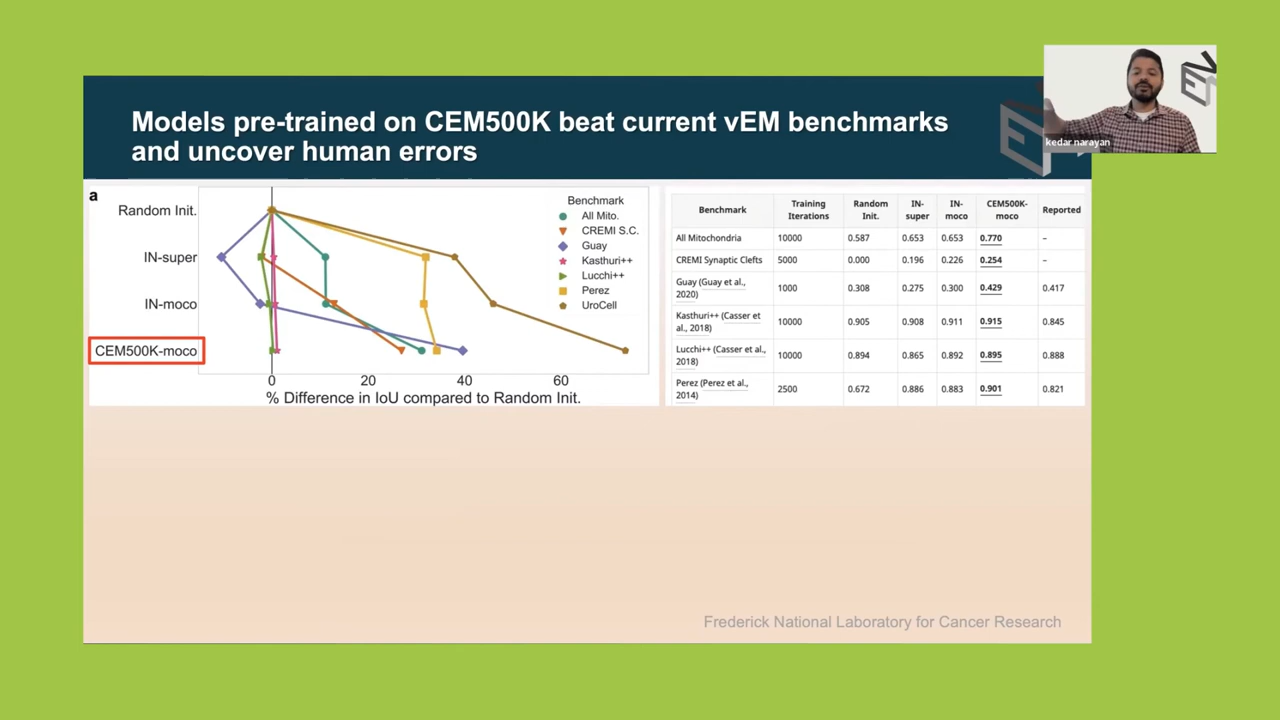 Models pre-trained on CEM500K beat current vEM benchmarks
and uncover human errors
kedar narayan
a
Random Init.
IN-super
IN-moco
CEM500K-moco
0
20
40
60
% Difference in IoU compared to Random Init.
Benchmark
All Mito.
CREMI S.C.
Guay
Kasthuri++
Lucchi++
Perez
UroCell
Benchmark Training Iterations Random Init. IN-super IN-moco CEM500K-moco Reported
All Mitochondria 10000 0.587 0.653 0.653 0.770 –
CREMI Synaptic Clefts 5000 0.000 0.196 0.226 0.254 –
Guay (Guay et al., 2020) 1000 0.308 0.275 0.300 0.429 0.417
Kasthuri++ (Casser et al., 2018) 10000 0.905 0.908 0.911 0.915 0.845
Lucchi++ (Casser et al., 2018) 10000 0.894 0.865 0.892 0.895 0.888
Perez (Perez et al., 2014) 2500 0.672 0.886 0.883 0.901 0.821
Frederick National Laboratory for Cancer Research